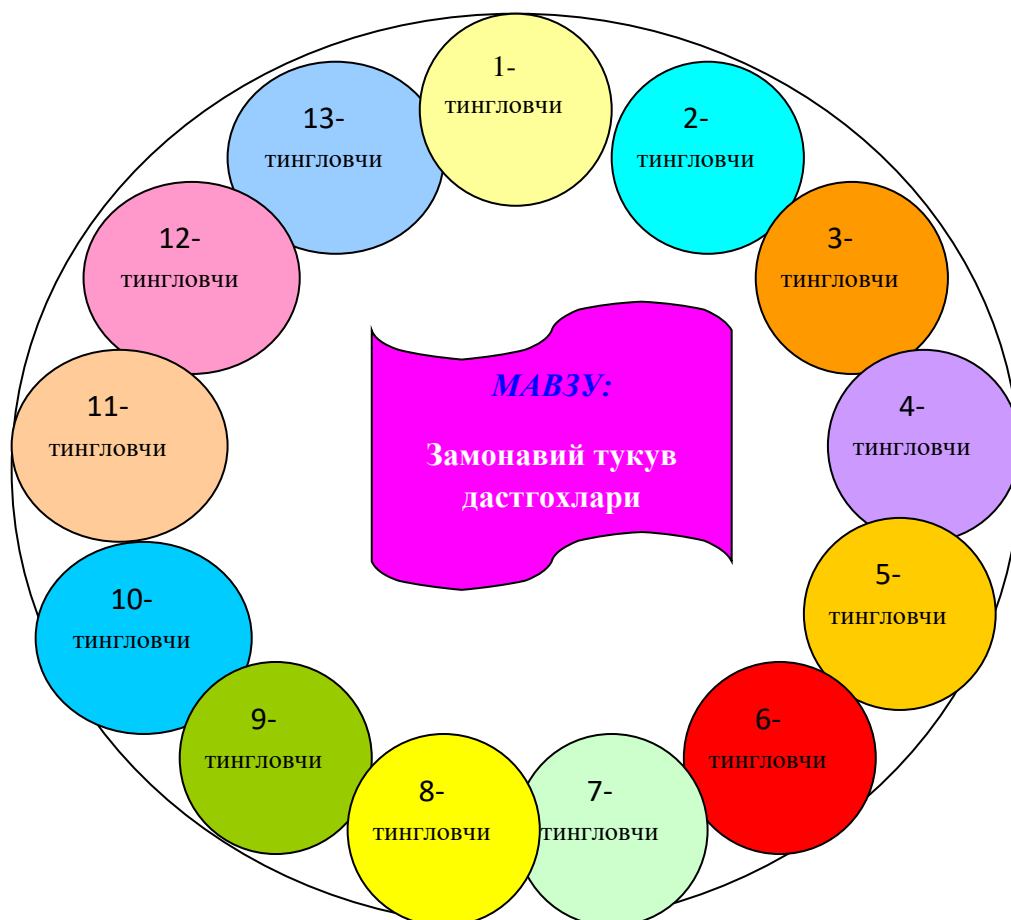 1-
тингловчи
2-
тингловчи
3-
тингловчи
4-
тингловчи
5-
тингловчи
6-
тингловчи
7-
тингловчи
8-
тингловчи
9-
тингловчи
10-
тингловчи
11-
тингловчи
12-
тингловчи
13-
тингловчи
МАВЗУ:
Замонавий тукув
дастгохлари